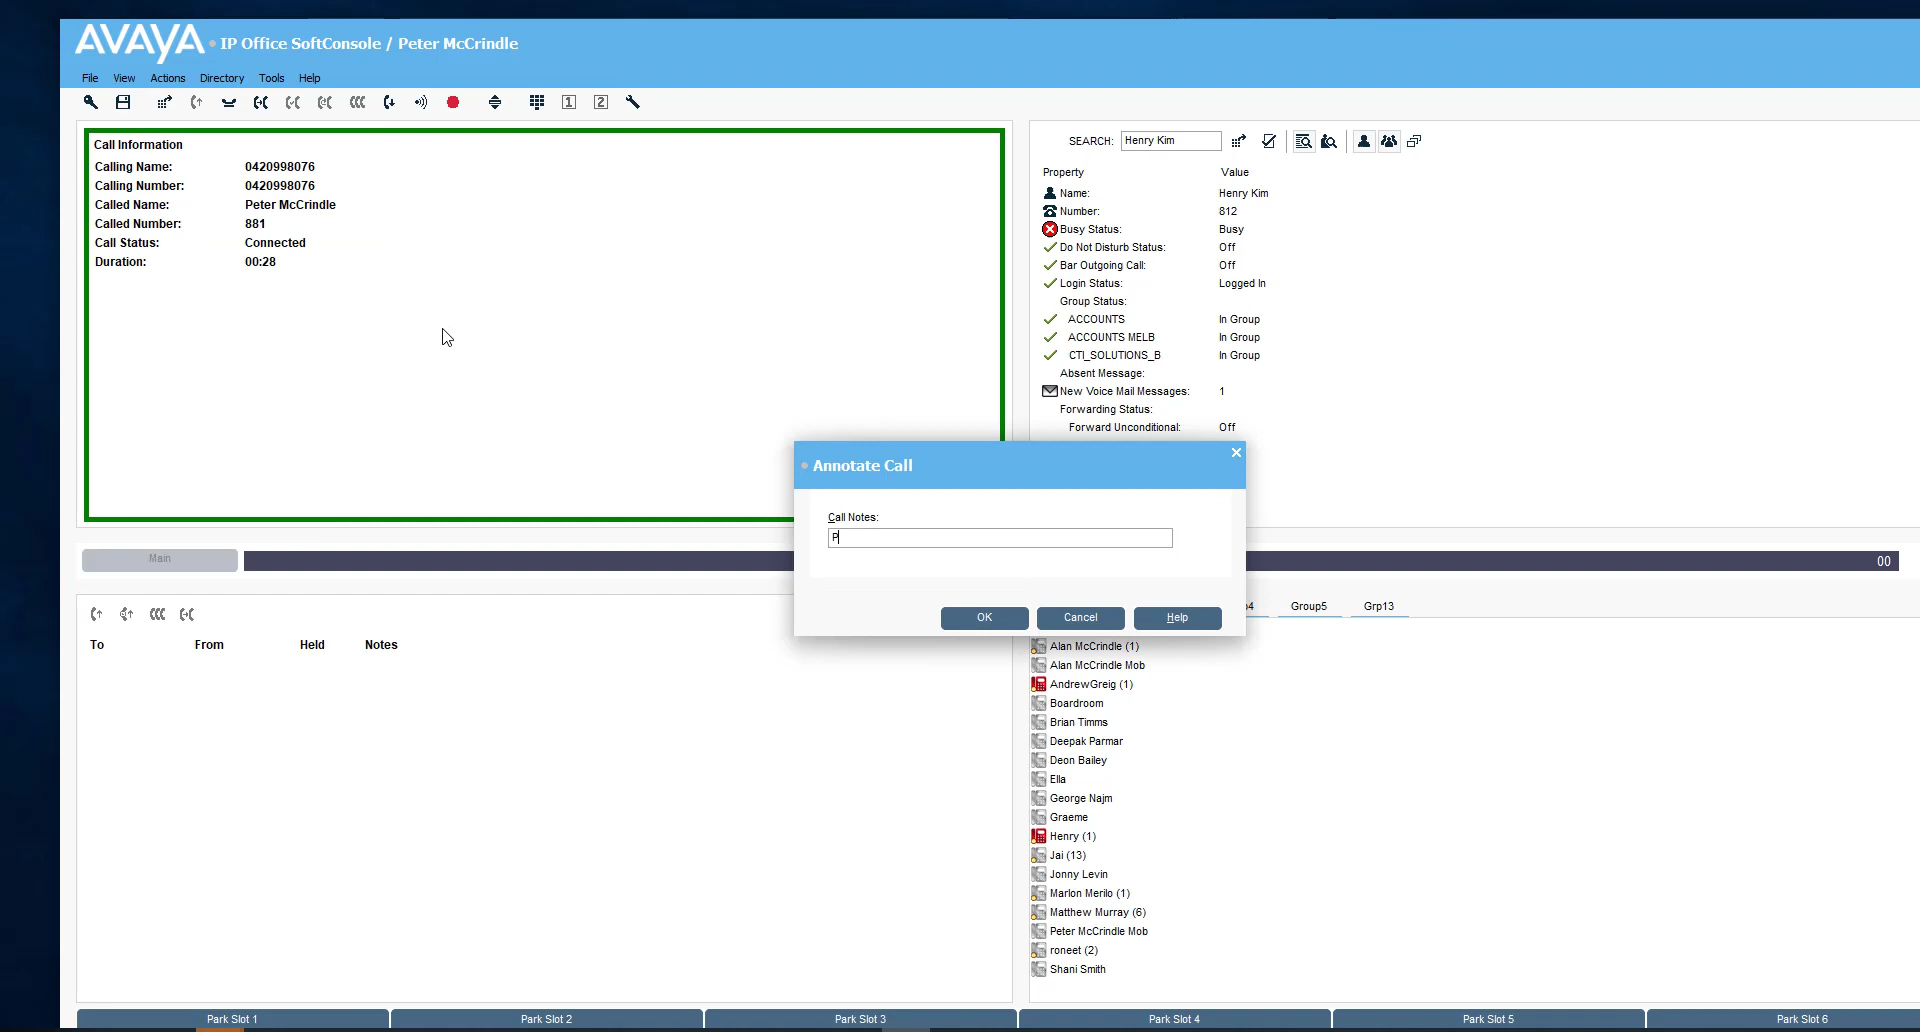 AVAYA IP Office SoftConsole / Peter McCrindle
File View Actions Directory Tools Help
1 2
Call Information
Calling Name: 0420998076
Calling Number: 0420998076
Called Name: Peter McCrindle
Called Number: 881
Call Status: Connected
Duration: 00:28
SEARCH: Henry Kim
Property Value
Name: Henry Kim
Number: 812
Busy Status: Busy
Do Not Disturb Status: Off
Bar Outgoing Call: Off
Login Status: Logged In
Group Status:
ACCOUNTS In Group
ACCOUNTS MELB In Group
CTI_SOLUTIONS_B In Group
Absent Message:
New Voice Mail Messages: 1
Forwarding Status:
Forward Unconditional: Off
Annotate Call
Call Notes:
P
OK Cancel Help
Main 00
To From Held Notes
Group5 Grp13
Alan McCrindle (1)
Alan McCrindle Mob
AndrewGreig (1)
Boardroom
Brian Timms
Deepak Parmar
Deon Bailey
Ella
George Najm
Graeme
Henry (1)
Jai (13)
Jonny Levin
Marlon Merilo (1)
Matthew Murray (6)
Peter McCrindle Mob
roneet (2)
Shani Smith
Park Slot 1 Park Slot 2 Park Slot 3 Park Slot 4 Park Slot 5 Park Slot 6